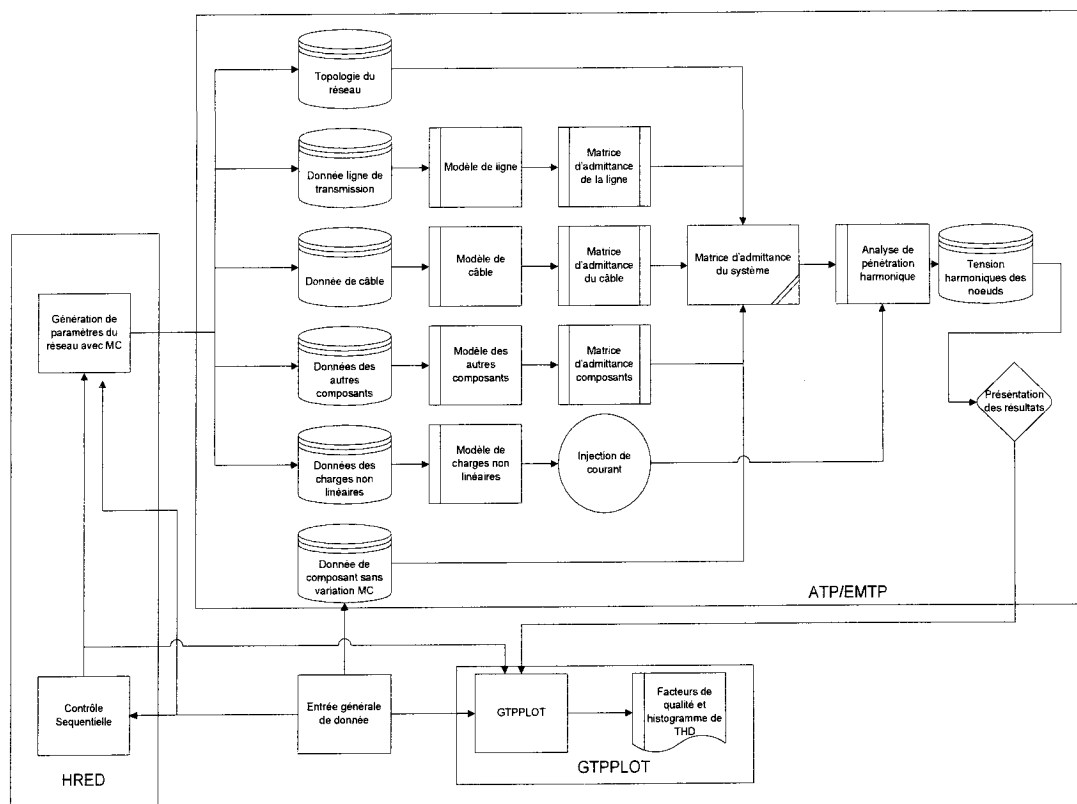 Topologie du
réseau
Donnée ligne de
transmission
Modèle de ligne
Matrice
d'admittance
de la ligne
Donnée de câble
Modèle de
câble
Matrice
d'admittance
du câble
Matrice d'admittance
du système
Analyse de
pénétration
harmonique
Tension
harmoniques des
noeuds
Génération de
paramètres du
réseau avec MC
Données des
autres
composants
Modèle des
autres
composants
Matrice
d'admittance
composants
Présentation
des résultats
Données des
charges non
linéaires
Modèle de
charges non
linéaires
Injection de
courant
Donnée de
composant sans
variation MC
ATP/EMTP
Contrôle
Sequentielle
Entrée générale
de donnée
GTPPLOT
Facteurs de
qualité et
histogramme de
THD
HRED
GTPPLOT